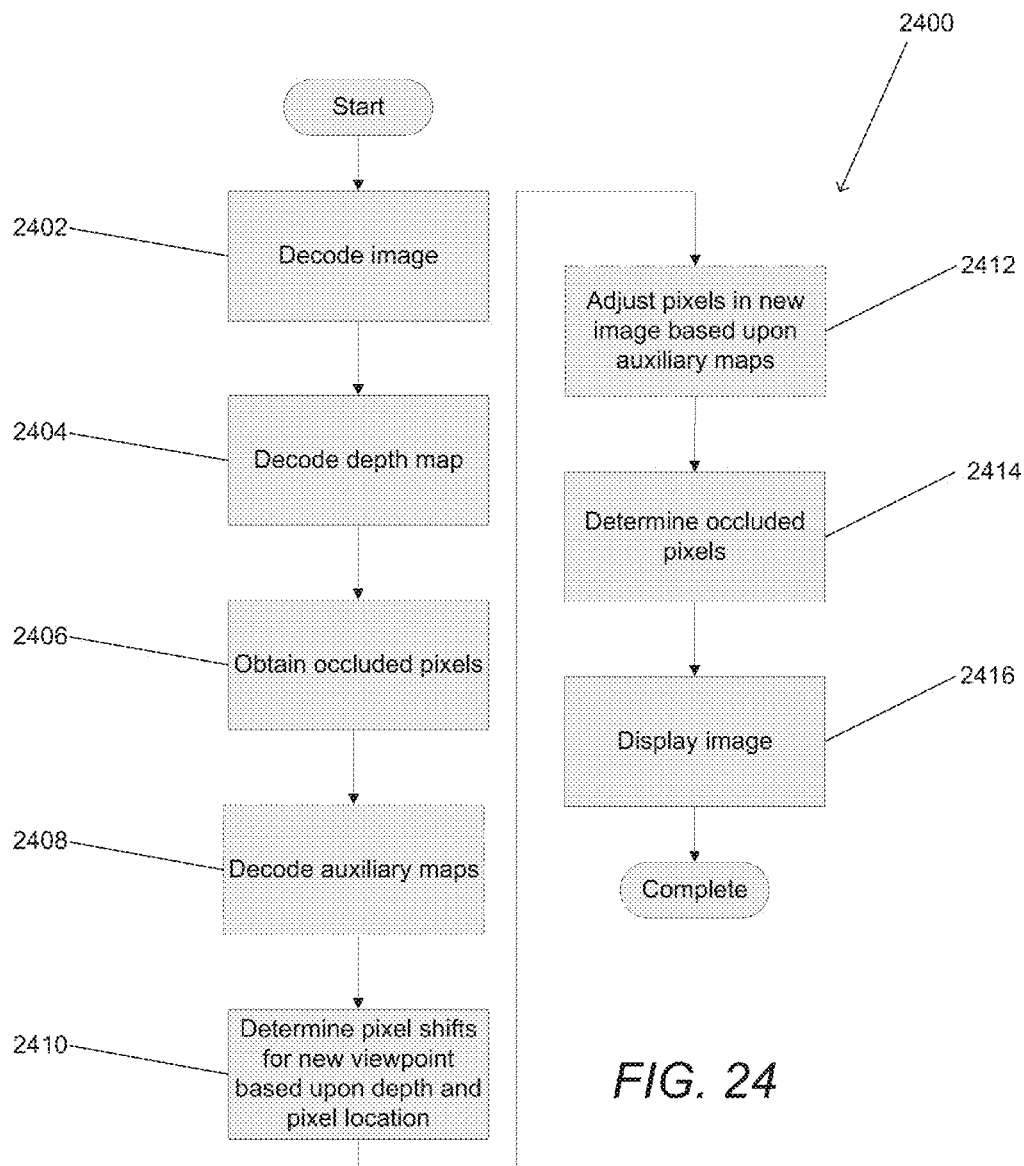 2400
Start
2402
Decode image
2404
Decode depth map
2406
Obtain occluded pixels
2408
Decode auxiliary maps
2410
Determine pixel shifts
for new viewpoint
based upon depth and
pixel location
2412
Adjust pixels in new
image based upon
auxiliary maps
2414
Determine occluded
pixels
2416
Display image
Complete
FIG. 24